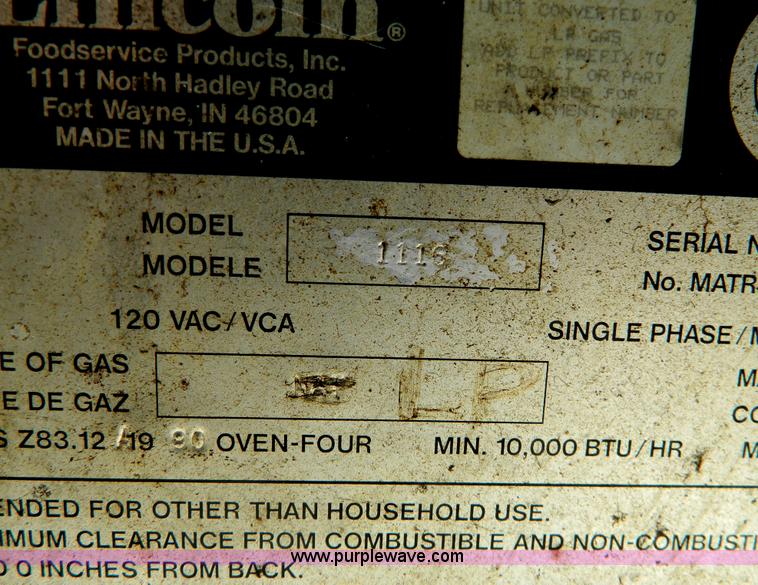 Lincoln®
Foodservice Products, Inc.
1111 North Hadley Road
Fort Wayne, IN 46804
MADE IN THE U.S.A.
UNIT CONVERTED TO
LP GAS
ADD LP PREFIX TO
PRODUCT OR PART
NUMBER FOR
REPLACEMENT NUMBER
MODEL
MODELE
1116
SERIAL N
No. MATR
120 VAC/VCA
SINGLE PHASE/M
E OF GAS
E DE GAZ
Nat
LP
MA
CO
S Z83.12/19 90 OVEN-FOUR MIN. 10,000 BTU/HR M
ENDED FOR OTHER THAN HOUSEHOLD USE.
IMUM CLEARANCE FROM COMBUSTIBLE AND NON-COMBUSTI
D 0 INCHES FROM BACK.
www.purplewave.com